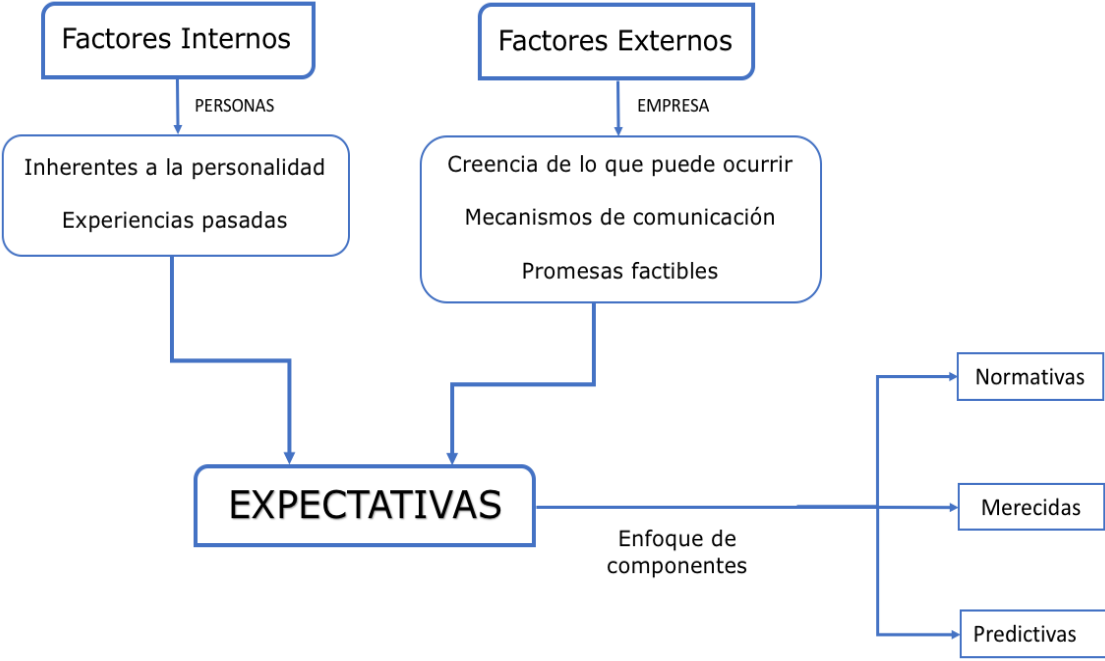 Factores Internos
Factores Externos
PERSONAS
EMPRESA
Inherentes a la personalidad
Experiencias pasadas
Creencia de lo que puede ocurrir
Mecanismos de comunicación
Promesas factibles
EXPECTATIVAS
Enfoque de
componentes
Normativas
Merecidas
Predictivas